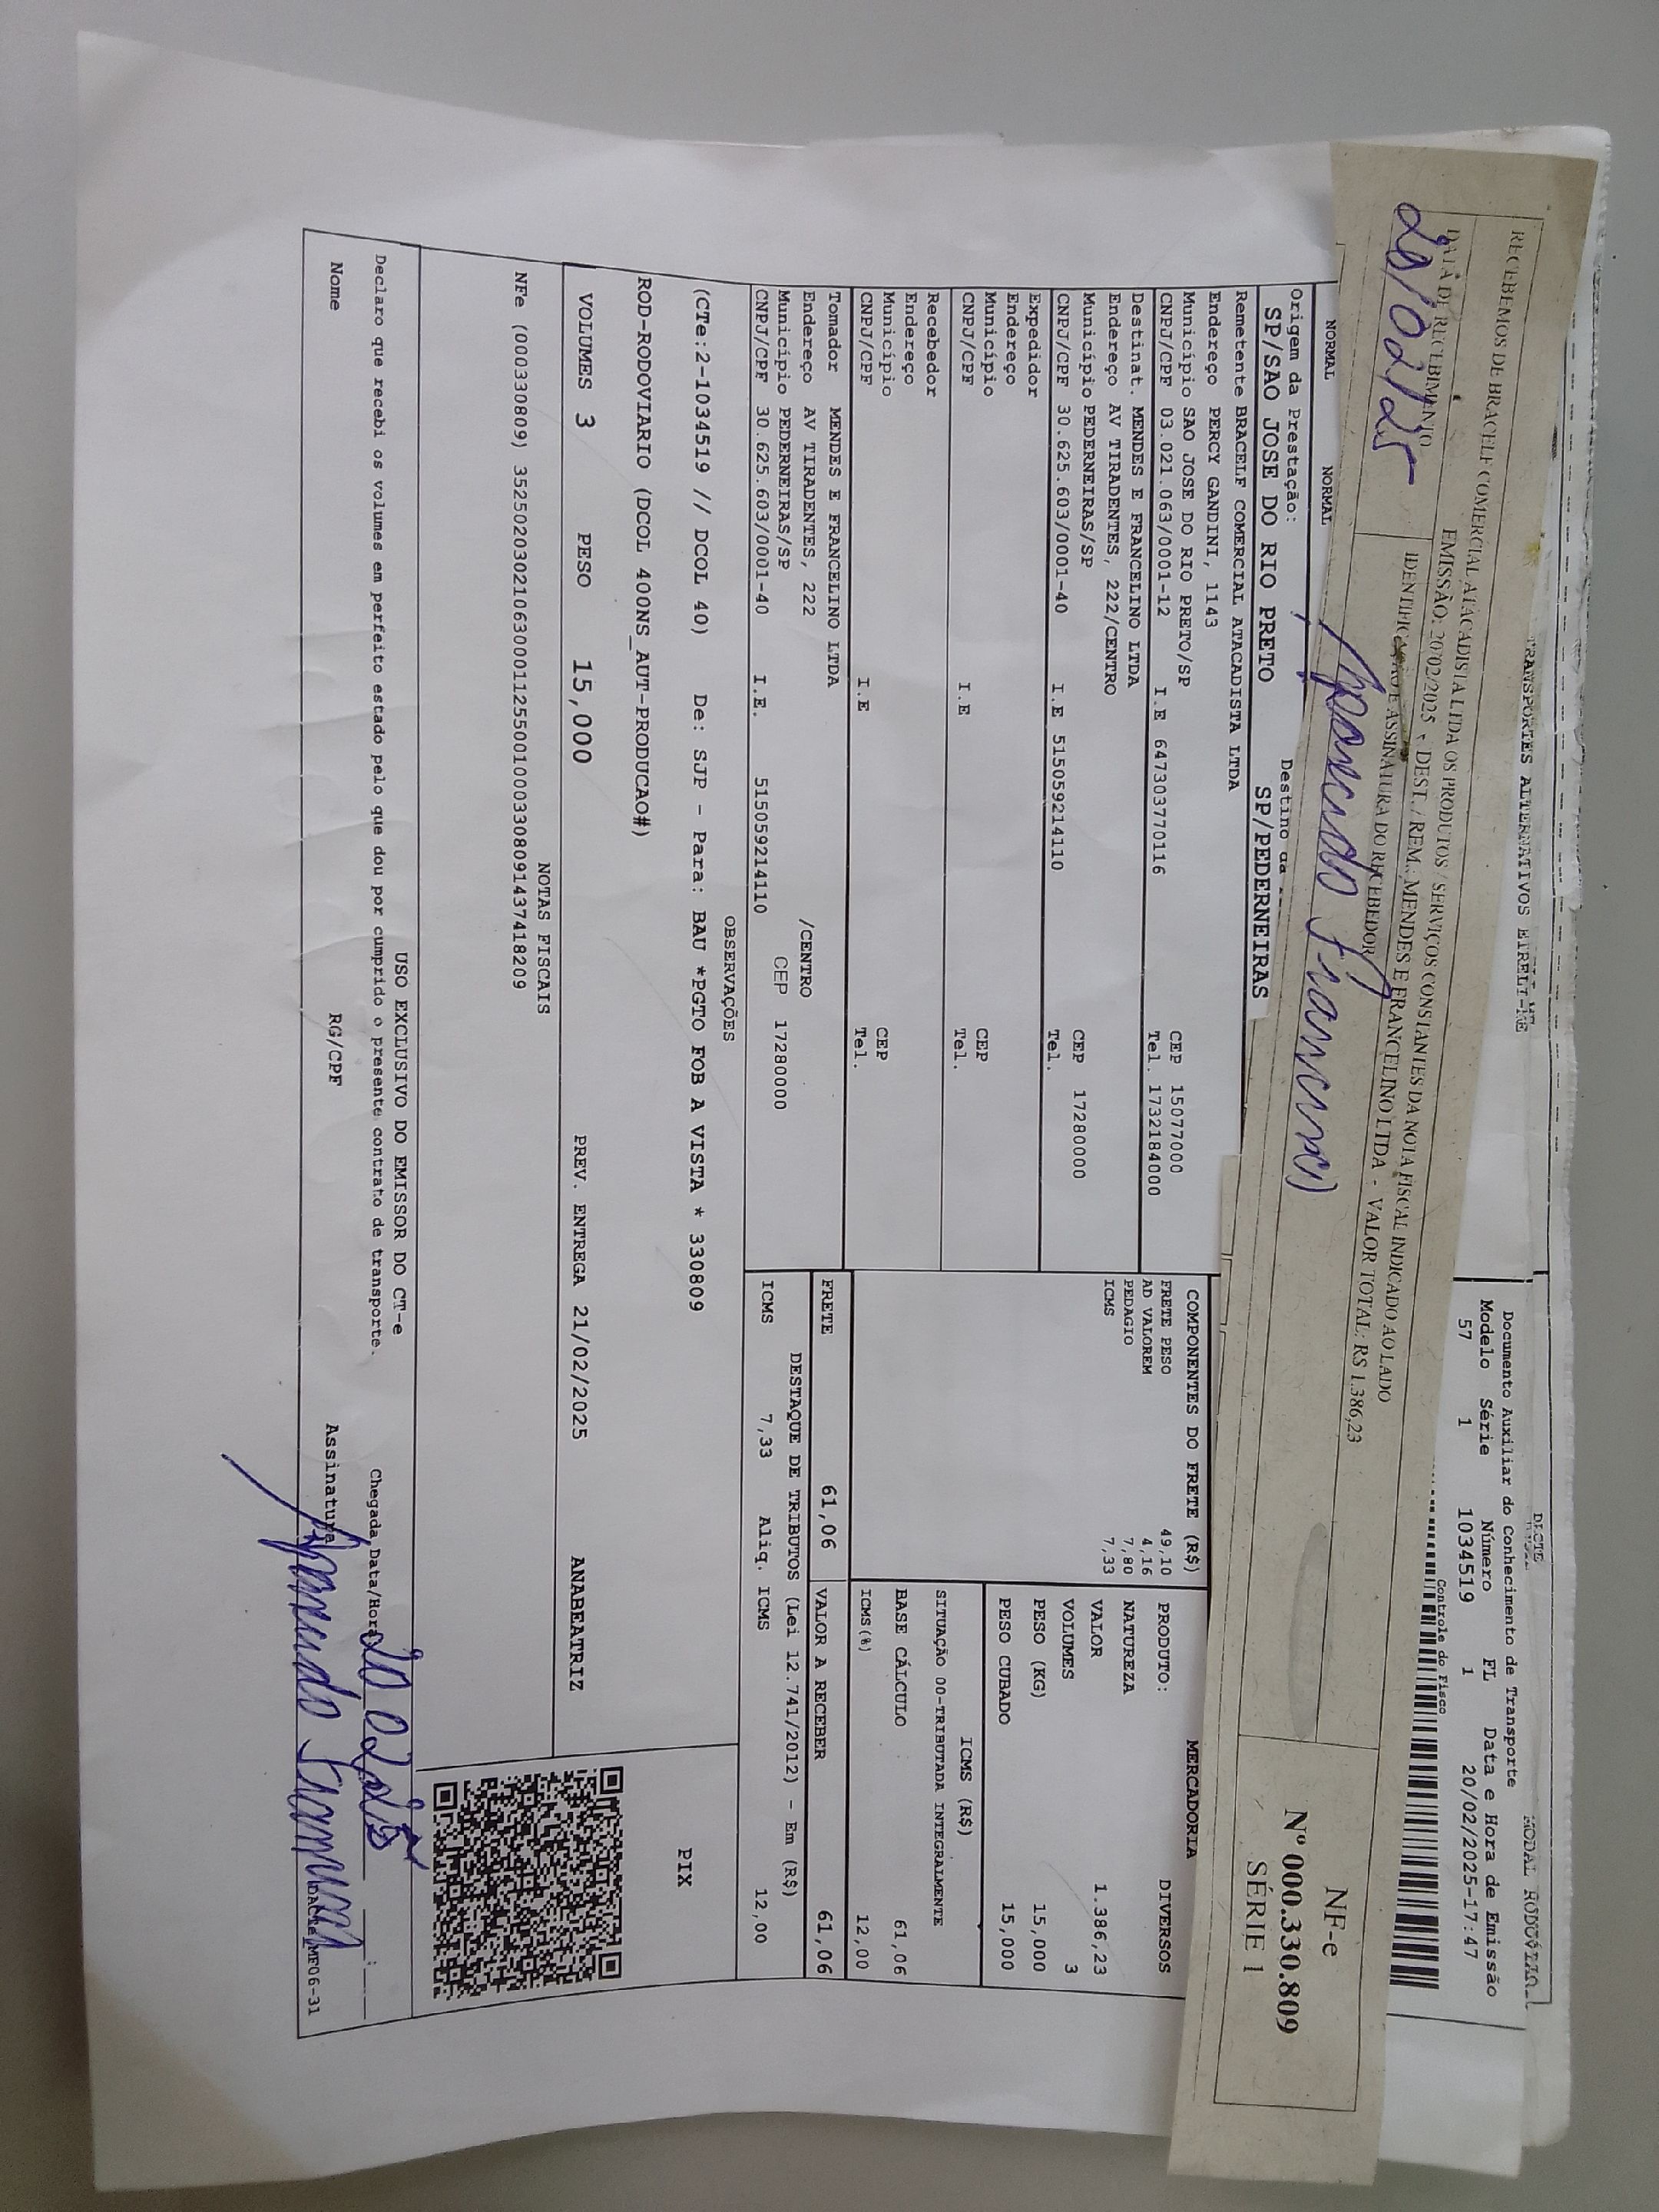 TRANSPORTES ALTERNATIVOS EIRELI-ME
DACTE
MODAL RODOVIÁRIO
Documento Auxiliar do Conhecimento de Transporte
Modelo Série Número FL Data e Hora de Emissão
57 1 1034519 1 20/02/2025-17:47
Controle do Fisco
RECEBEMOS DE BRACELF COMERCIAL ATACADISTA LTDA OS PRODUTOS / SERVIÇOS CONSTANTES DA NOTA FISCAL INDICADO AO LADO
EMISSÃO: 20/02/2025 - DEST. / REM.: MENDES E FRANCELINO LTDA - VALOR TOTAL: R$ 1.386,23
DATA DE RECEBIMENTO
IDENTIFICAÇÃO E ASSINATURA DO RECEBEDOR
NF-e
Nº 000.330.809
SÉRIE 1
NORMAL NORMAL
Origem da Prestação: Destino da
SP/SAO JOSE DO RIO PRETO SP/PEDERNEIRAS
Remetente BRACELF COMERCIAL ATACADISTA LTDA
Endereço PERCY GANDINI, 1143
Município SAO JOSE DO RIO PRETO/SP CEP 15077000
CNPJ/CPF 03.021.063/0001-12 I.E 647303770116 Tel. 1732184000
Destinat. MENDES E FRANCELINO LTDA
Endereço AV TIRADENTES, 222/CENTRO
Município PEDERNEIRAS/SP CEP 17280000
CNPJ/CPF 30.625.603/0001-40 I.E 515059214110 Tel.
Expedidor
Endereço
Município CEP
CNPJ/CPF I.E Tel.
Recebedor
Endereço
Município CEP
CNPJ/CPF I.E Tel.
Tomador MENDES E FRANCELINO LTDA
Endereço AV TIRADENTES, 222 /CENTRO
Município PEDERNEIRAS/SP CEP 17280000
CNPJ/CPF 30.625.603/0001-40 I.E. 515059214110
COMPONENTES DO FRETE (R$)
FRETE PESO 49,10
AD VALOREM 4,16
PEDAGIO 7,80
ICMS 7,33
MERCADORIA
PRODUTO: DIVERSOS
NATUREZA
VALOR 1.386,23
VOLUMES 3
PESO (KG) 15,000
PESO CUBADO 15,000
ICMS (R$)
SITUAÇÃO 00-TRIBUTADA INTEGRALMENTE
BASE CÁLCULO 61,06
ICMS(%) 12,00
FRETE 61,06 VALOR A RECEBER 61,06
DESTAQUE DE TRIBUTOS (Lei 12.741/2012) - Em (R$)
ICMS 7,33 Aliq. ICMS 12,00
OBSERVAÇÕES
(CTe:2-1034519 // DCOL 40) De: SJP - Para: BAU *PGTO FOB A VISTA * 330809
ROD-RODOVIARIO (DCOL 400NS_AUT-PRODUCAO#)
PIX
VOLUMES 3 PESO 15,000 PREV. ENTREGA 21/02/2025 ANABEATRIZ
NOTAS FISCAIS
NFe (000330809) 35250203021063000112550010003308091437418209
USO EXCLUSIVO DO EMISSOR DO CT-e
Declaro que recebi os volumes em perfeito estado pelo que dou por cumprido o presente contrato de transporte.
Chegada Data/Hora
Nome RG/CPF Assinatura